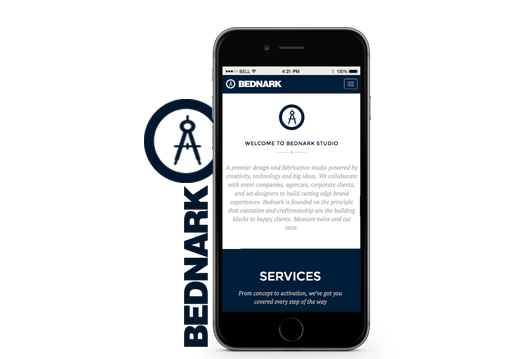 BEDNARK
BELL 4:21 PM 100%
BEDNARK
WELCOME TO BEDNARK STUDIO
A premier design and fabrication studio powered by
creativity, technology and big ideas. We collaborate
with event companies, agencies, corporate clients,
and set designers to build cutting edge brand
experiences. Bednark is founded on the principle
that execution and craftsmanship are the building
blocks to happy clients. Measure twice and cut
once.
SERVICES
From concept to activation, we've got you
covered every step of the way